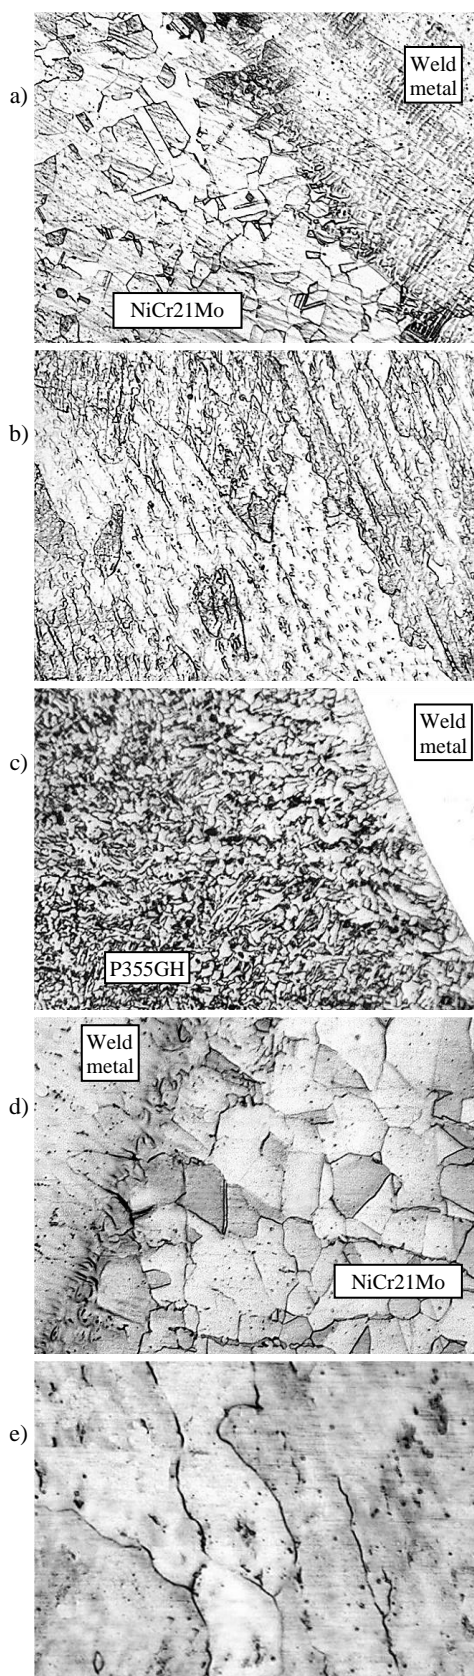 a)
Weld
metal
NiCr21Mo
b)
c)
Weld
metal
P355GH
d)
Weld
metal
NiCr21Mo
e)